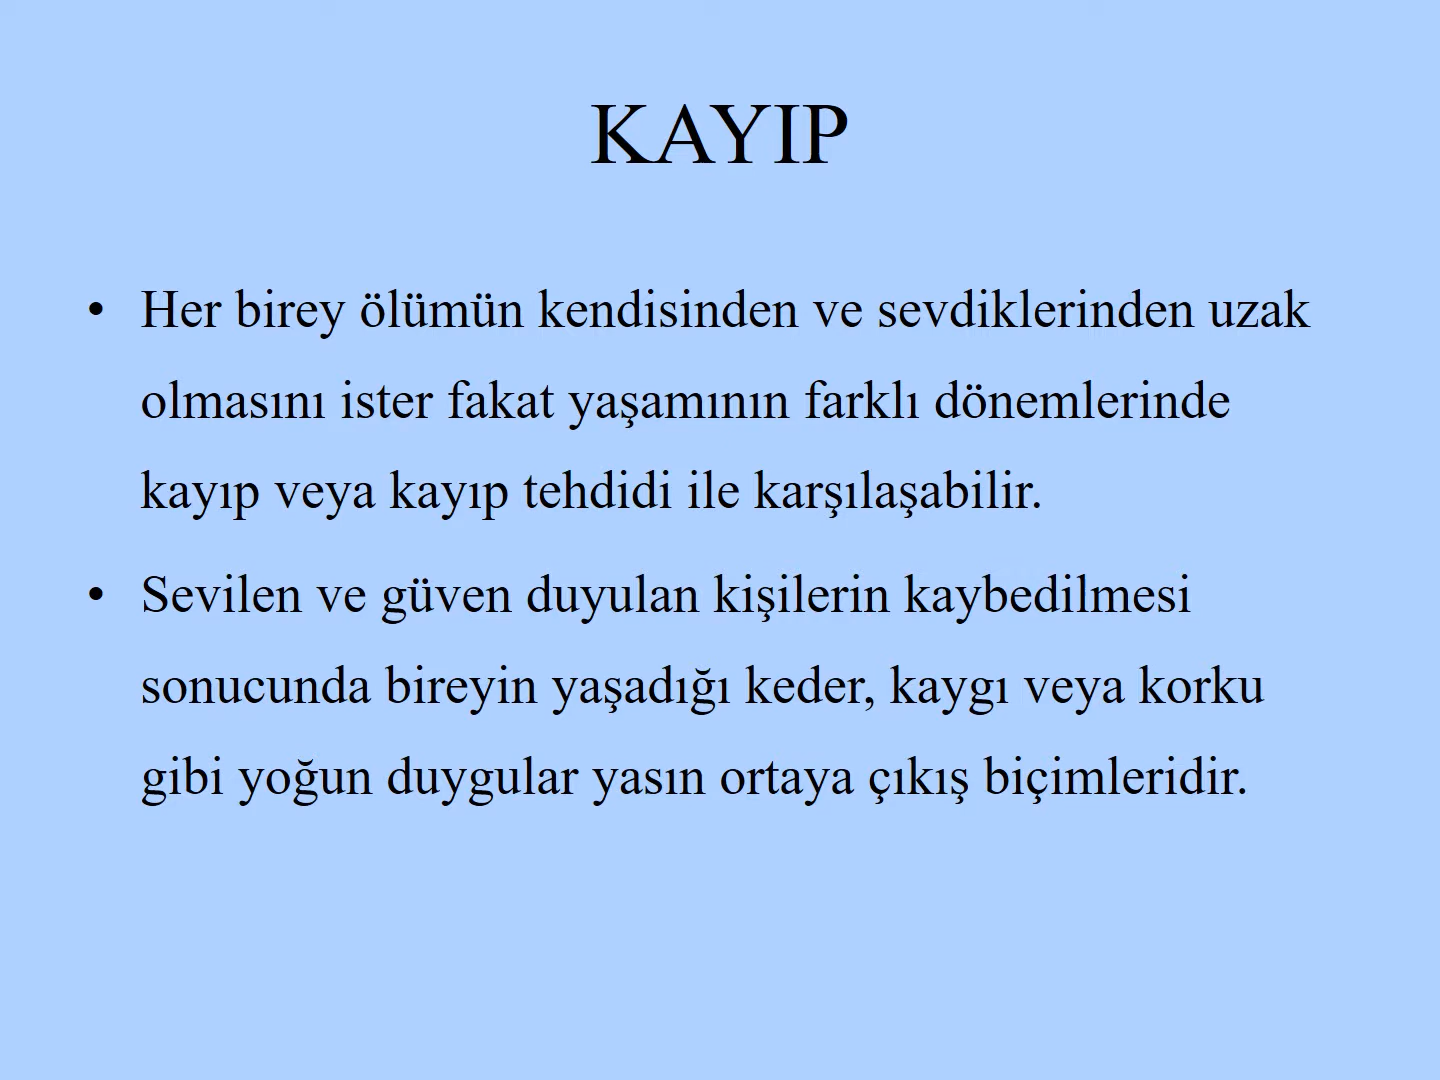 KAYIP
• Her birey ölümün kendisinden ve sevdiklerinden uzak
olmasını ister fakat yaşamının farklı dönemlerinde
kayıp veya kayıp tehdidi ile karşılaşabilir.
• Sevilen ve güven duyulan kişilerin kaybedilmesi
sonucunda bireyin yaşadığı keder, kaygı veya korku
gibi yoğun duygular yasın ortaya çıkış biçimleridir.